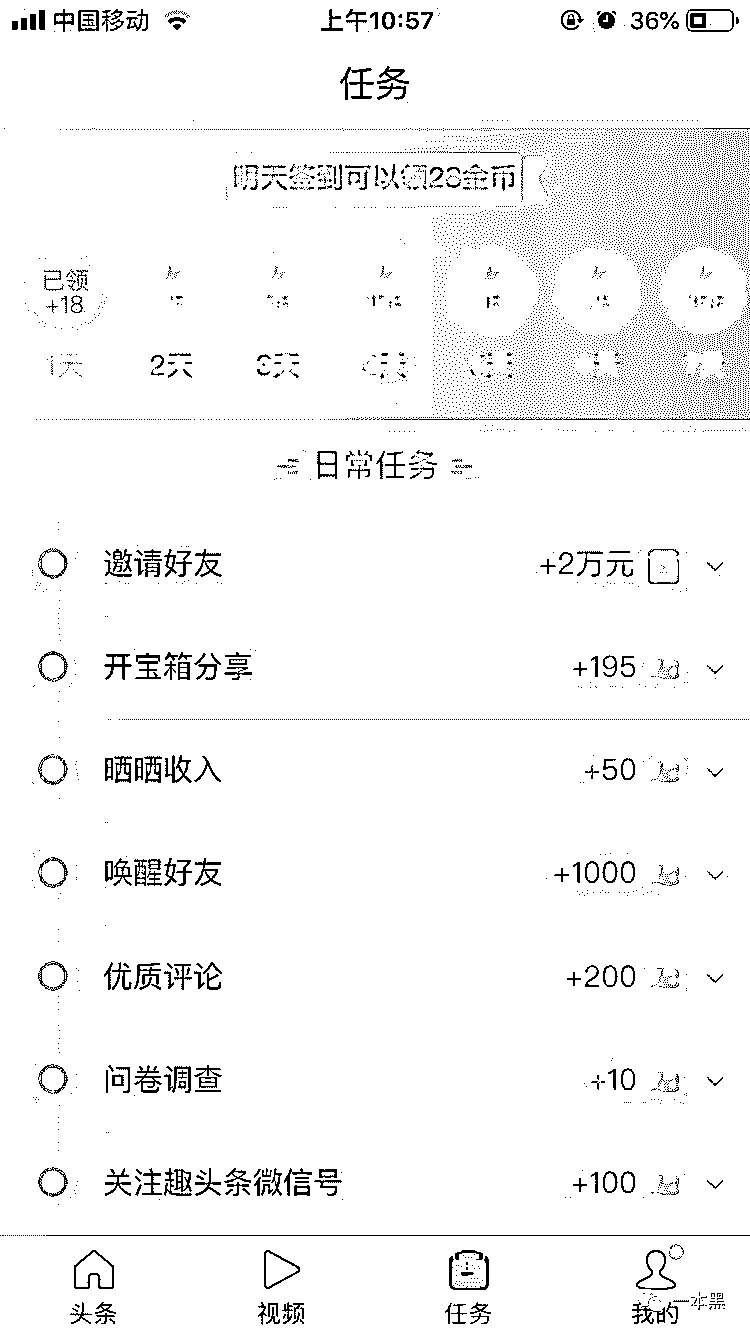 中国移动 上午10:57 36%
任务
明天签到可以领28金币
已领
+18
1天 2天 3天
日常任务
邀请好友 +2万元
开宝箱分享 +195
晒晒收入 +50
唤醒好友 +1000
优质评论 +200
问卷调查 +10
关注趣头条微信号 +100
头条 视频 任务 我的
一本黑